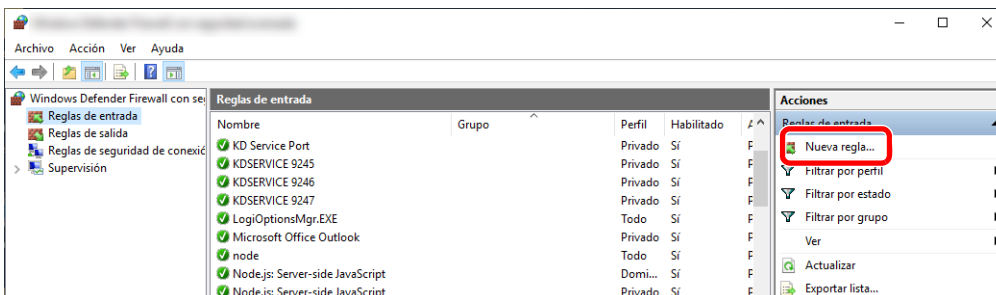 Archivo Acción Ver Ayuda
Windows Defender Firewall con seg
Reglas de entrada
Reglas de salida
Reglas de seguridad de conexió
Supervisión
Reglas de entrada
Nombre Grupo Perfil Habilitado A
KD Service Port Privado Sí P
KDSERVICE 9245 Privado Sí P
KDSERVICE 9246 Privado Sí P
KDSERVICE 9247 Privado Sí P
LogiOptionsMgr.EXE Todo Sí P
Microsoft Office Outlook Privado Sí P
node Todo Sí P
Node.js: Server-side JavaScript Domi... Sí P
Node.js: Server-side JavaScript Privado Sí P
Acciones
Reglas de entrada
Nueva regla...
Filtrar por perfil
Filtrar por estado
Filtrar por grupo
Ver
Actualizar
Exportar lista...